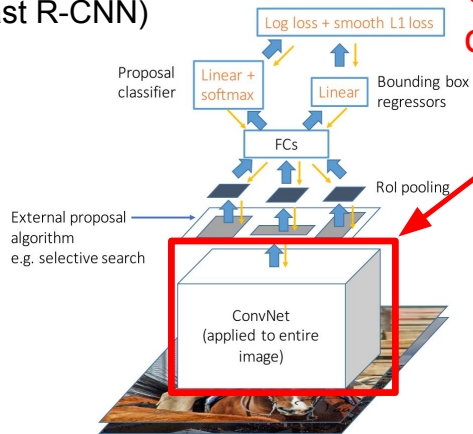 ast R-CNN)
Log loss + smooth L1 loss
Proposal
classifier
Linear +
softmax
Linear
Bounding box
regressors
FCs
RoI pooling
External proposal
algorithm
e.g. selective search
ConvNet
(applied to entire
image)